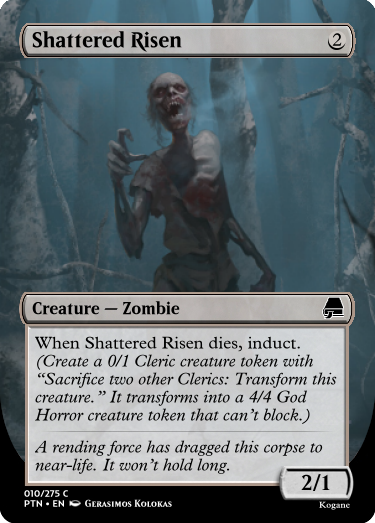 Shattered Risen
2
Creature — Zombie
When Shattered Risen dies, induct.
(Create a 0/1 Cleric creature token with
“Sacrifice two other Clerics: Transform this
creature.” It transforms into a 4/4 God
Horror creature token that can't block.)
A rending force has dragged this corpse to
near-life. It won't hold long.
2/1
010/275 C
PTN • EN Gerasimos Kolokas
Kogane